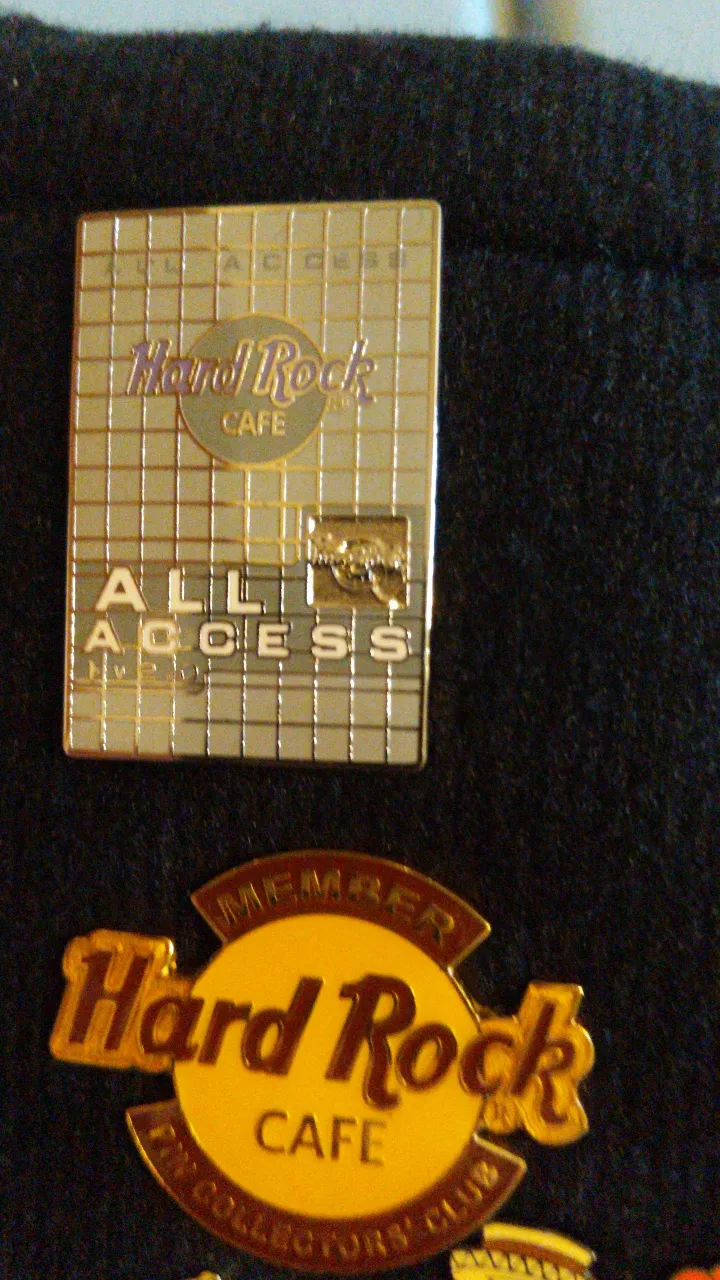 ALL ACCESS
Hard Rock
CAFE
ALL
ACCESS
MEMBER
Hard Rock
CAFE
PIN COLLECTORS' CLUB